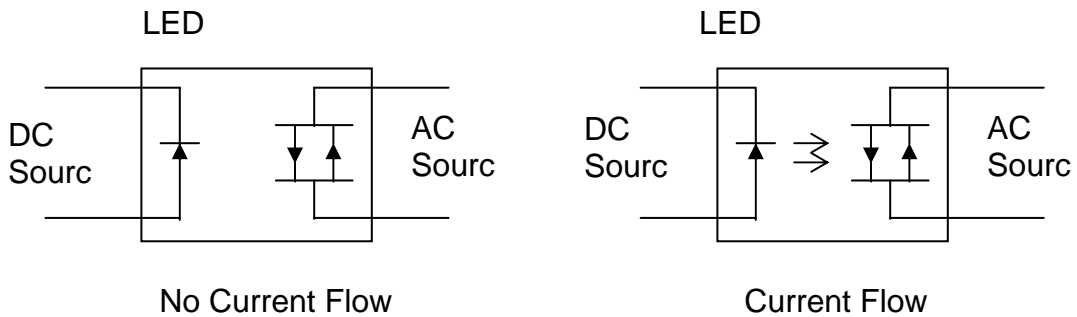 LED
LED
DC
Sourc
AC
Sourc
DC
Sourc
AC
Sourc
No Current Flow
Current Flow